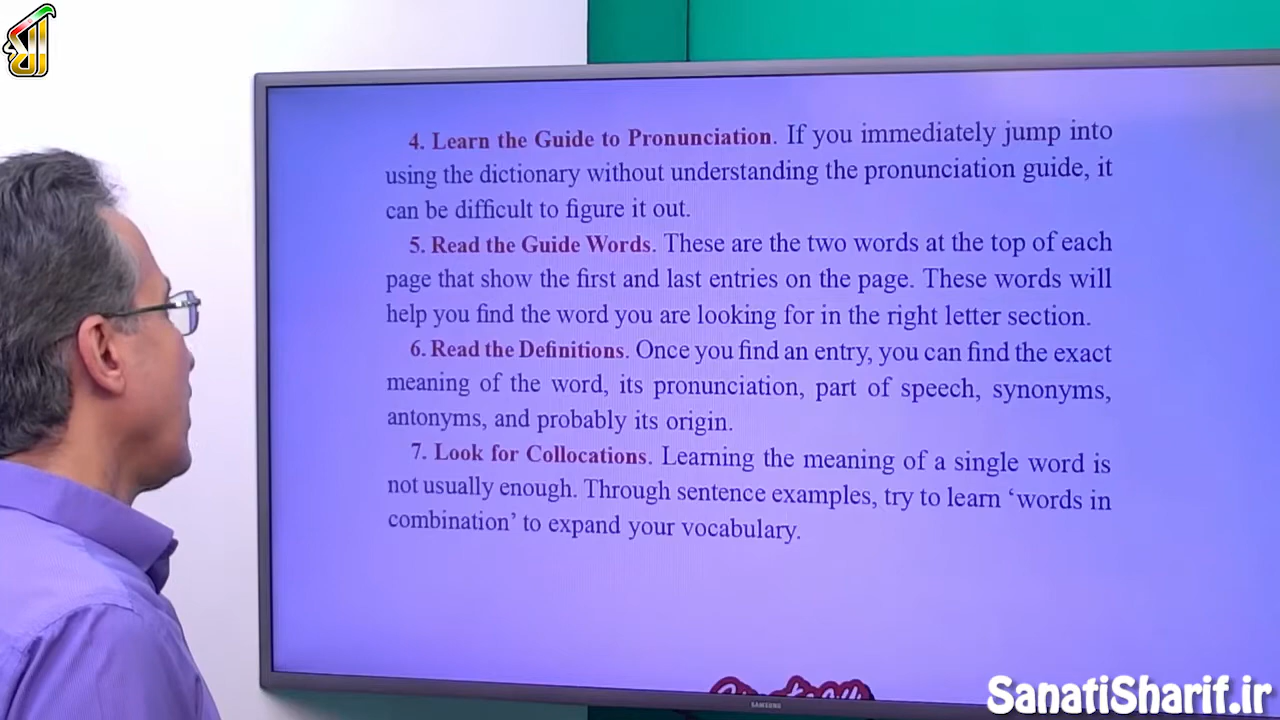 4. Learn the Guide to Pronunciation. If you immediately jump into
using the dictionary without understanding the pronunciation guide, it
can be difficult to figure it out.
5. Read the Guide Words. These are the two words at the top of each
page that show the first and last entries on the page. These words will
help you find the word you are looking for in the right letter section.
6. Read the Definitions. Once you find an entry, you can find the exact
meaning of the word, its pronunciation, part of speech, synonyms,
antonyms, and probably its origin.
7. Look for Collocations. Learning the meaning of a single word is
not usually enough. Through sentence examples, try to learn ‘words in
combination’ to expand your vocabulary.
SAMSUNG
SanatiSharif.ir